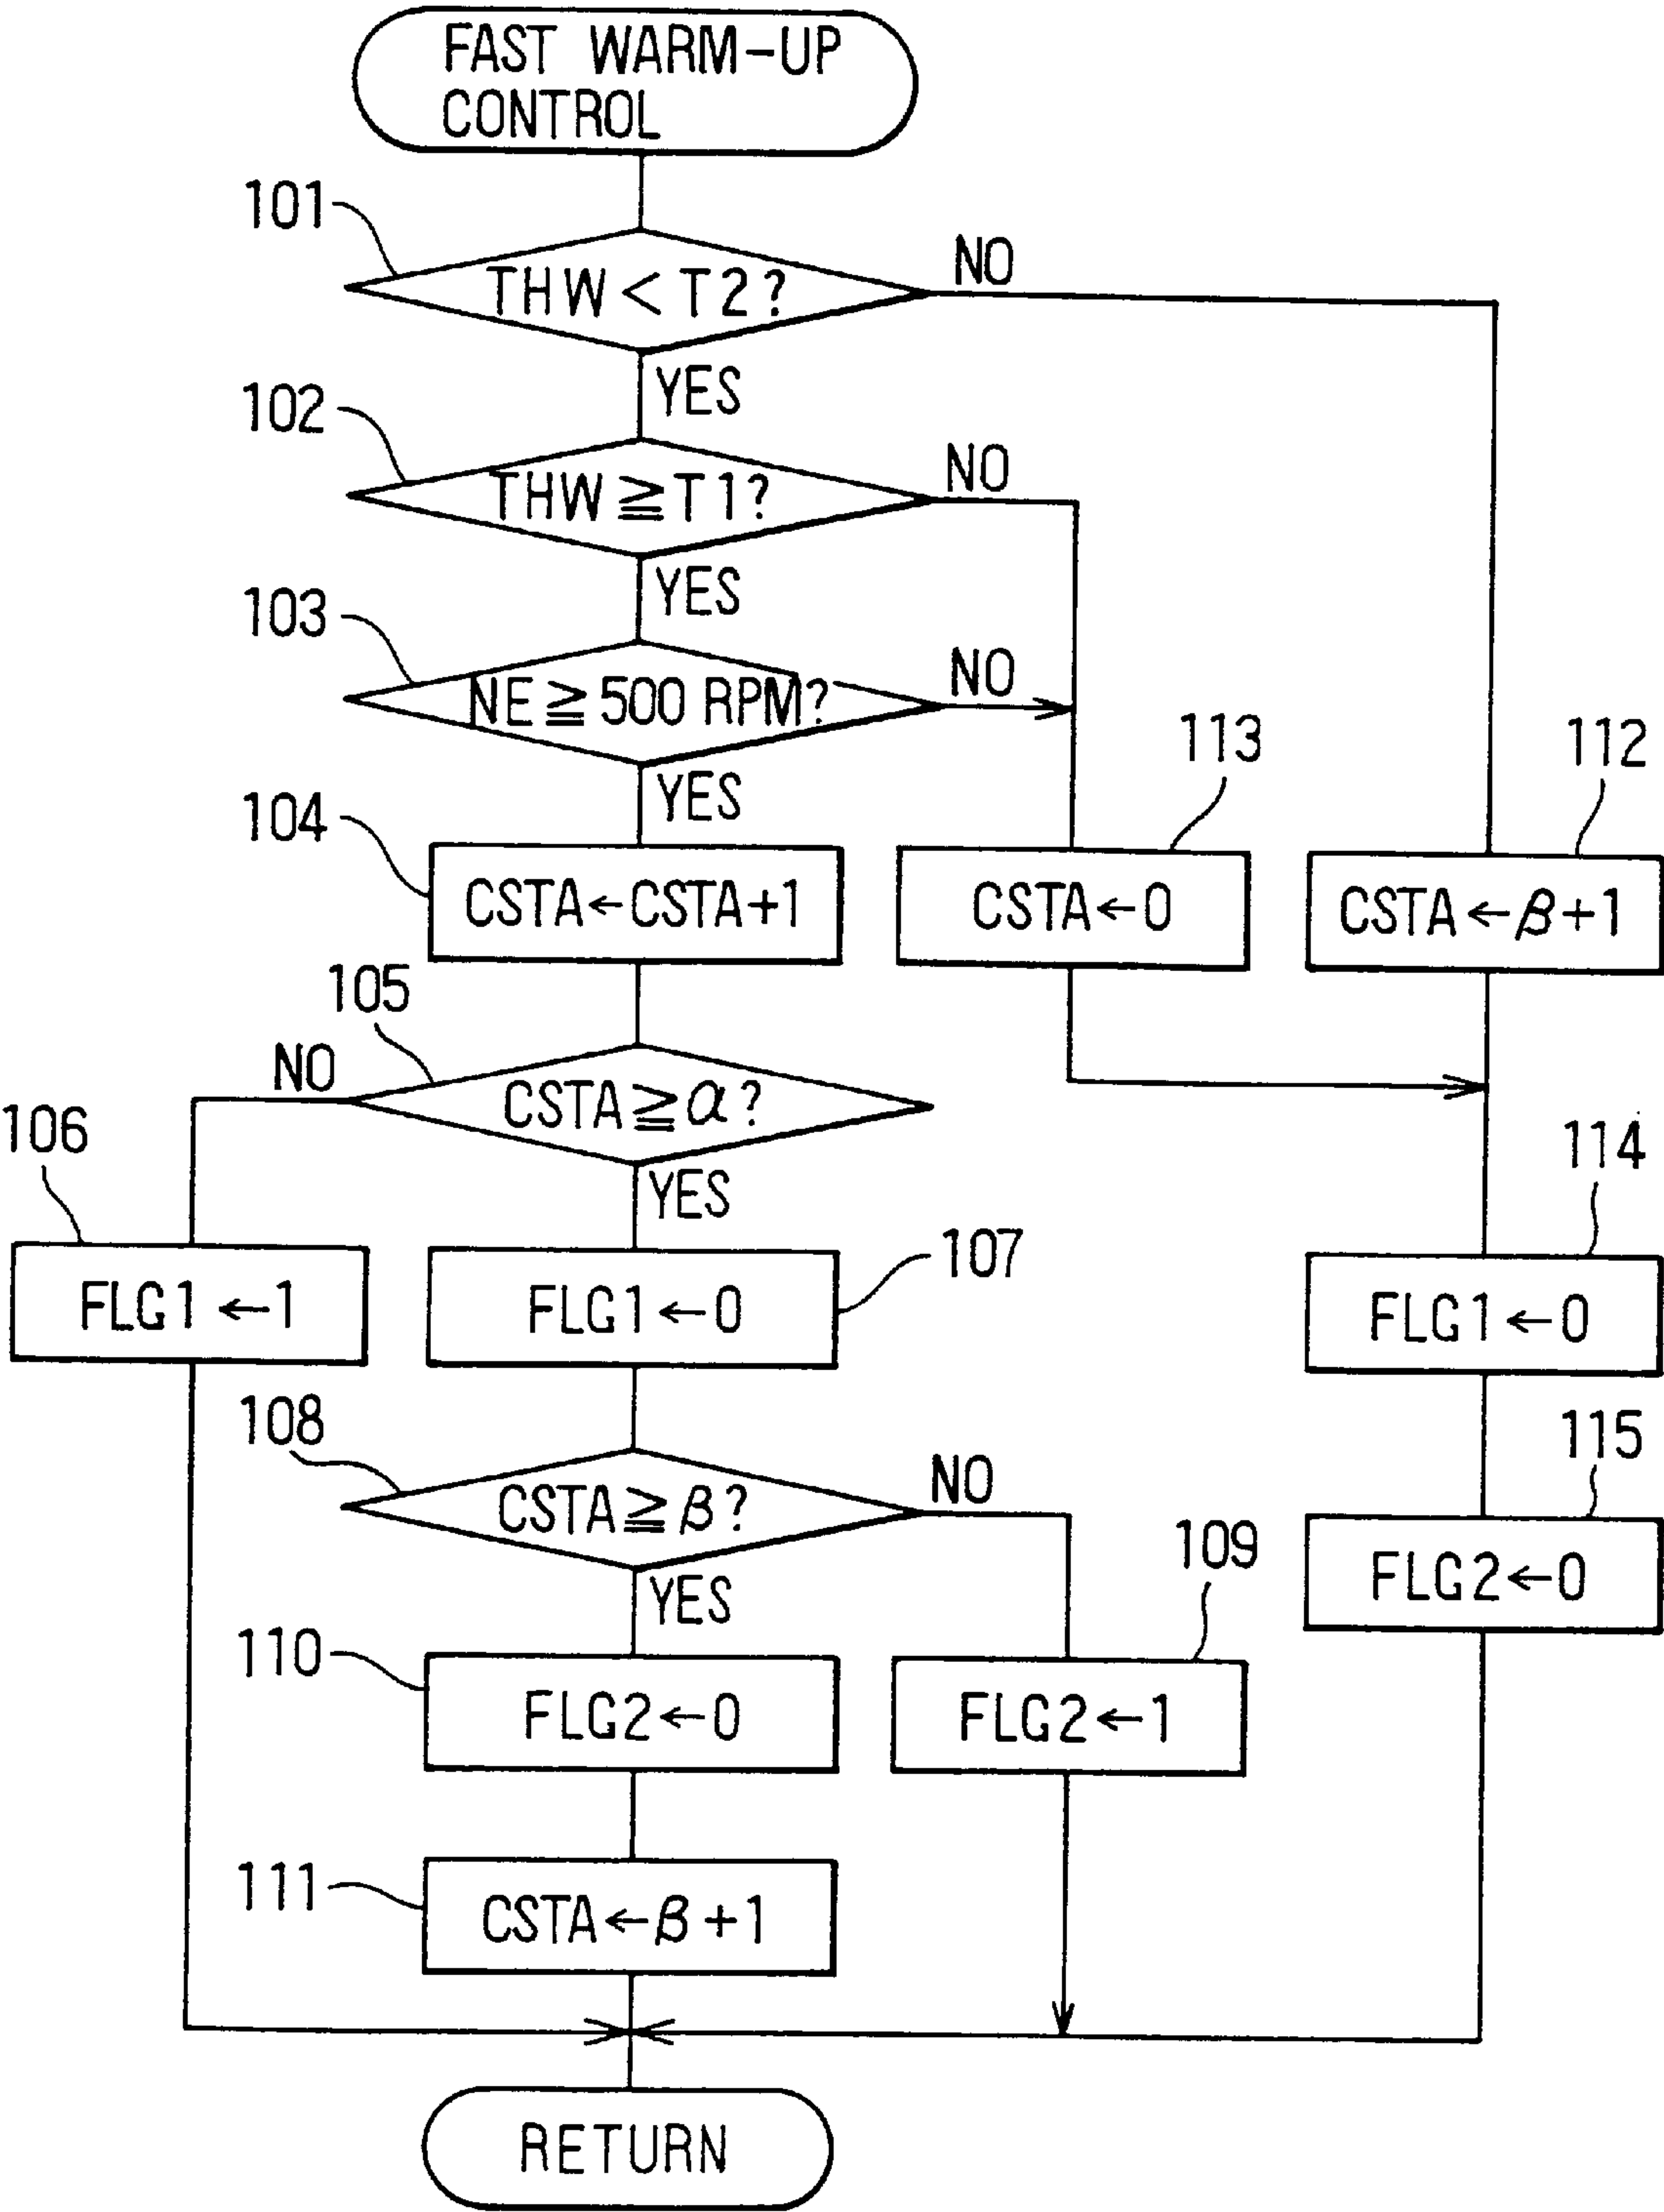 FAST WARM-UP
CONTROL
101
THW < T2?
NO
YES
102
THW ≧ T1?
NO
YES
103
NE ≧ 500 RPM?
NO
YES
113
112
104
CSTA←CSTA+1
CSTA←0
CSTA←β+1
105
NO
CSTA ≧ α?
YES
106
114
107
FLG1←1
FLG1←0
FLG1←0
108
CSTA ≧ β?
NO
YES
115
109
FLG2←0
110
FLG2←0
FLG2←1
111
CSTA←β+1
RETURN